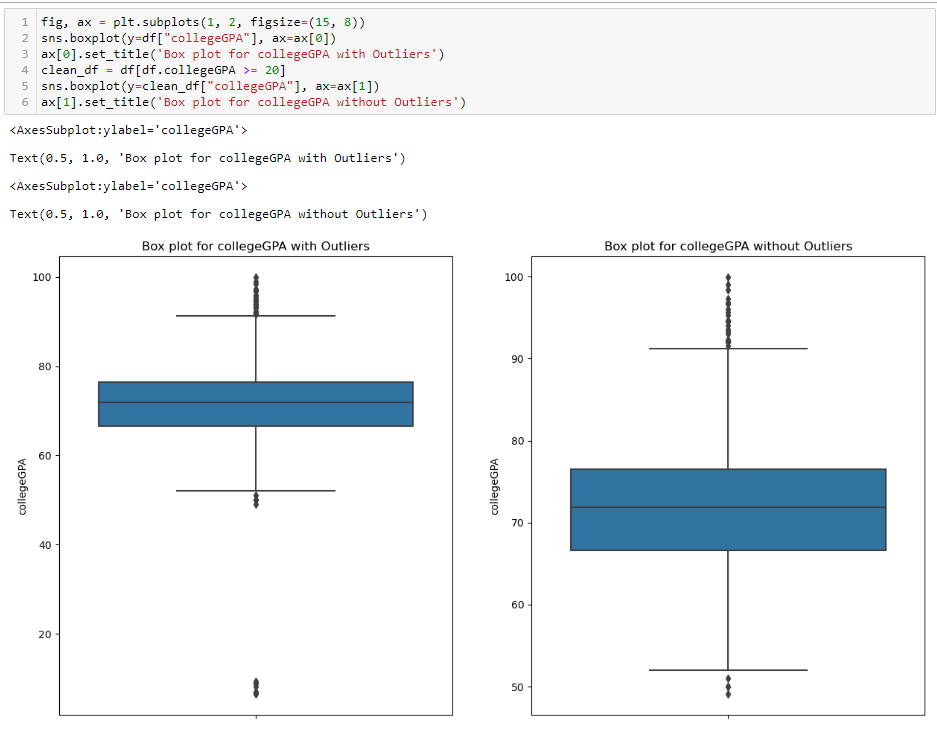 1 fig, ax = plt.subplots(1, 2, figsize=(15, 8))
2 sns.boxplot(y=df["collegeGPA"], ax=ax[0])
3 ax[0].set_title('Box plot for collegeGPA with Outliers')
4 clean_df = df[df.collegeGPA >= 20]
5 sns.boxplot(y=clean_df["collegeGPA"], ax=ax[1])
6 ax[1].set_title('Box plot for collegeGPA without Outliers')
<AxesSubplot:ylabel='collegeGPA'>
Text(0.5, 1.0, 'Box plot for collegeGPA with Outliers')
<AxesSubplot:ylabel='collegeGPA'>
Text(0.5, 1.0, 'Box plot for collegeGPA without Outliers')
Box plot for collegeGPA with Outliers
100
80
60
40
20
collegeGPA
Box plot for collegeGPA without Outliers
100
90
80
70
60
50
collegeGPA